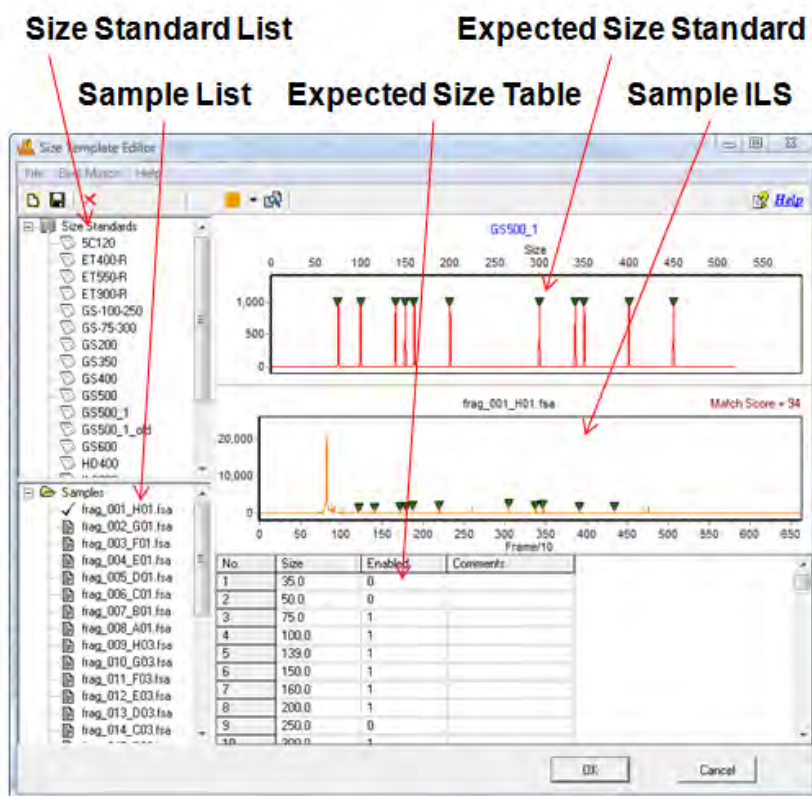 Size Standard List Expected Size Standard
Sample List Expected Size Table Sample ILS
Size Template Editor
File Best Match Help
Help
Size Standards
5C120
ET400-R
ET550-R
ET900-R
GS-100-250
GS-75-300
GS200
GS350
GS400
GS500
GS500_1
GS500_1_old
GS600
HD400
GS500_1
Size
0 50 100 150 200 250 300 350 400 450 500 550
1,000
500
0
frag_001_H01.fsa Match Score = 94
20,000
10,000
0
0 50 100 150 200 250 300 350 400 450 500 550 600 650
Frame/10
Samples
frag_001_H01.fsa
frag_002_G01.fsa
frag_003_F01.fsa
frag_004_E01.fsa
frag_005_D01.fsa
frag_006_C01.fsa
frag_007_B01.fsa
frag_008_A01.fsa
frag_009_H03.fsa
frag_010_G03.fsa
frag_011_F03.fsa
frag_012_E03.fsa
frag_013_D03.fsa
frag_014_C03.fsa
No. Size Enabled Comments
1 35.0 0
2 50.0 0
3 75.0 1
4 100.0 1
5 139.0 1
6 150.0 1
7 160.0 1
8 200.0 1
9 250.0 0
10 300.0 1
OK Cancel